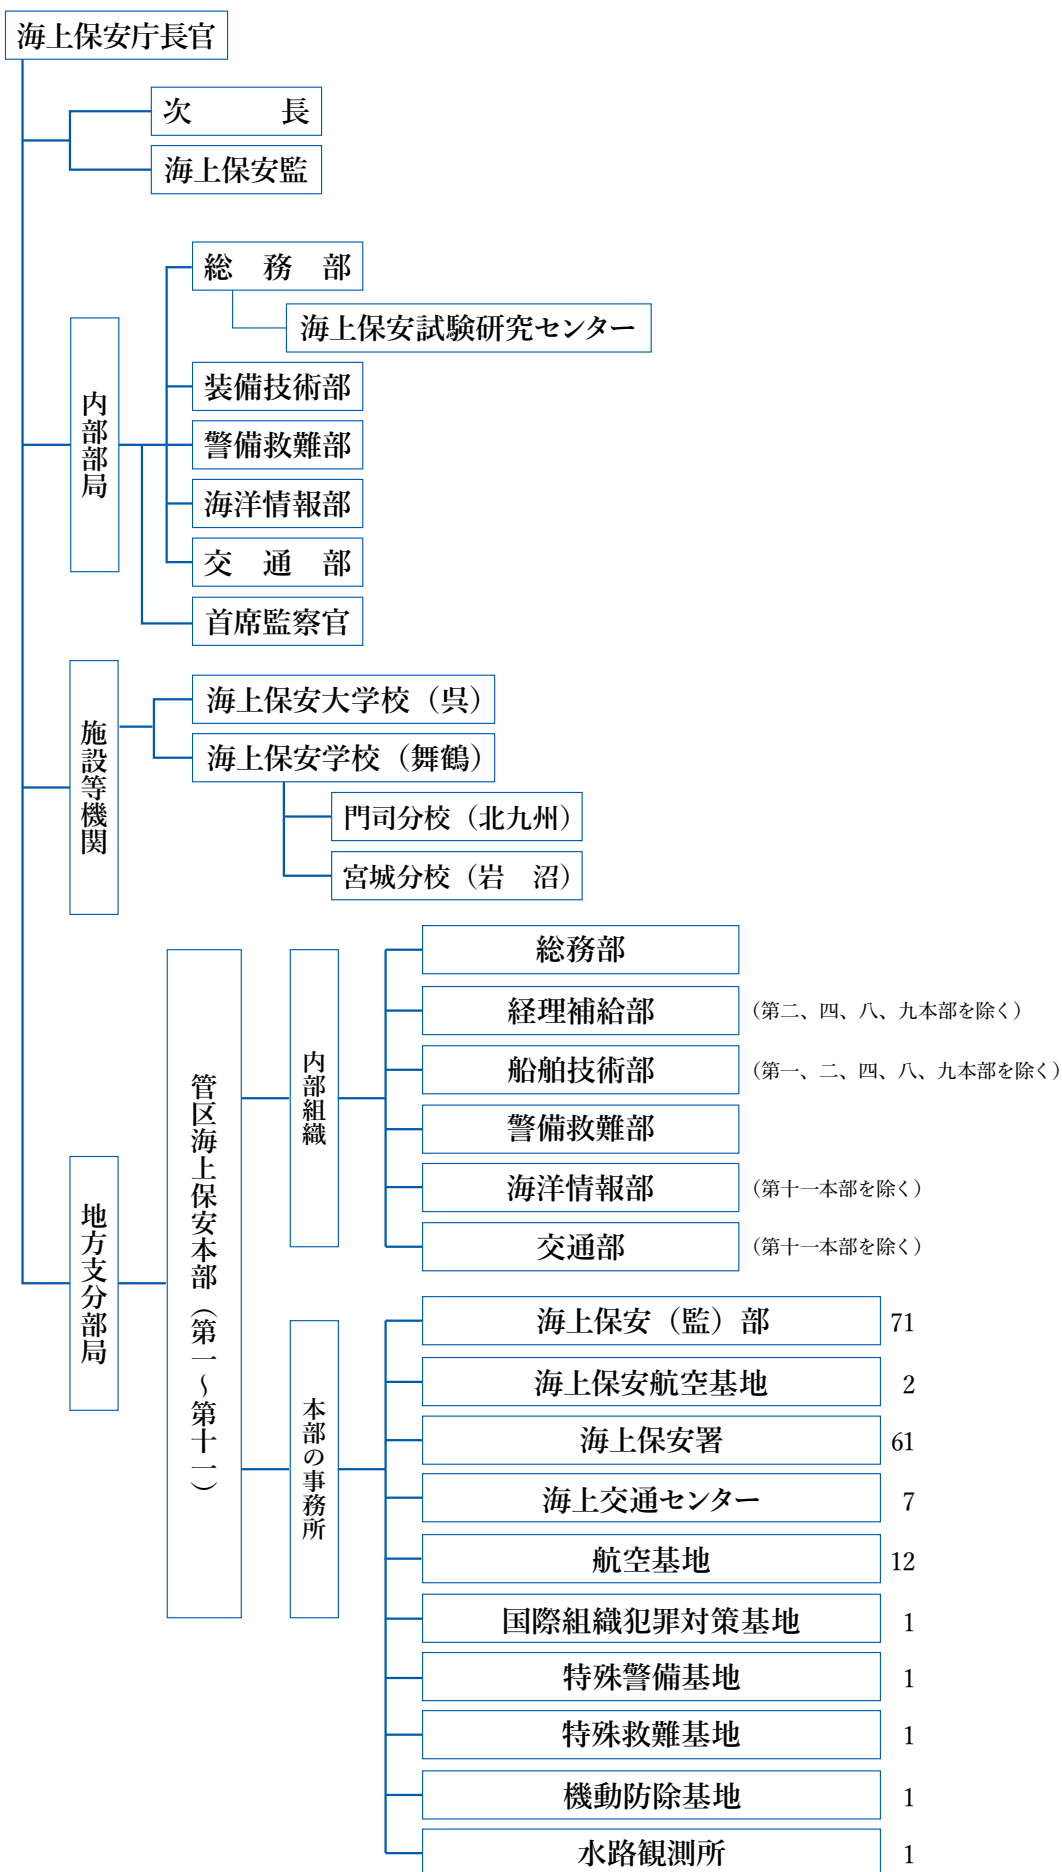 海上保安庁長官
次　　　長
海上保安監
内部部局
総　務　部
海上保安試験研究センター
装備技術部
警備救難部
海洋情報部
交　通　部
首席監察官
施設等機関
海上保安大学校（呉）
海上保安学校（舞鶴）
門司分校（北九州）
宮城分校（岩　沼）
地方支分部局
管区海上保安本部（第一～第十一）
内部組織
総務部
経理補給部 （第二、四、八、九本部を除く）
船舶技術部 （第一、二、四、八、九本部を除く）
警備救難部
海洋情報部 （第十一本部を除く）
交通部 （第十一本部を除く）
本部の事務所
海上保安（監）部 71
海上保安航空基地 2
海上保安署 61
海上交通センター 7
航空基地 12
国際組織犯罪対策基地 1
特殊警備基地 1
特殊救難基地 1
機動防除基地 1
水路観測所 1